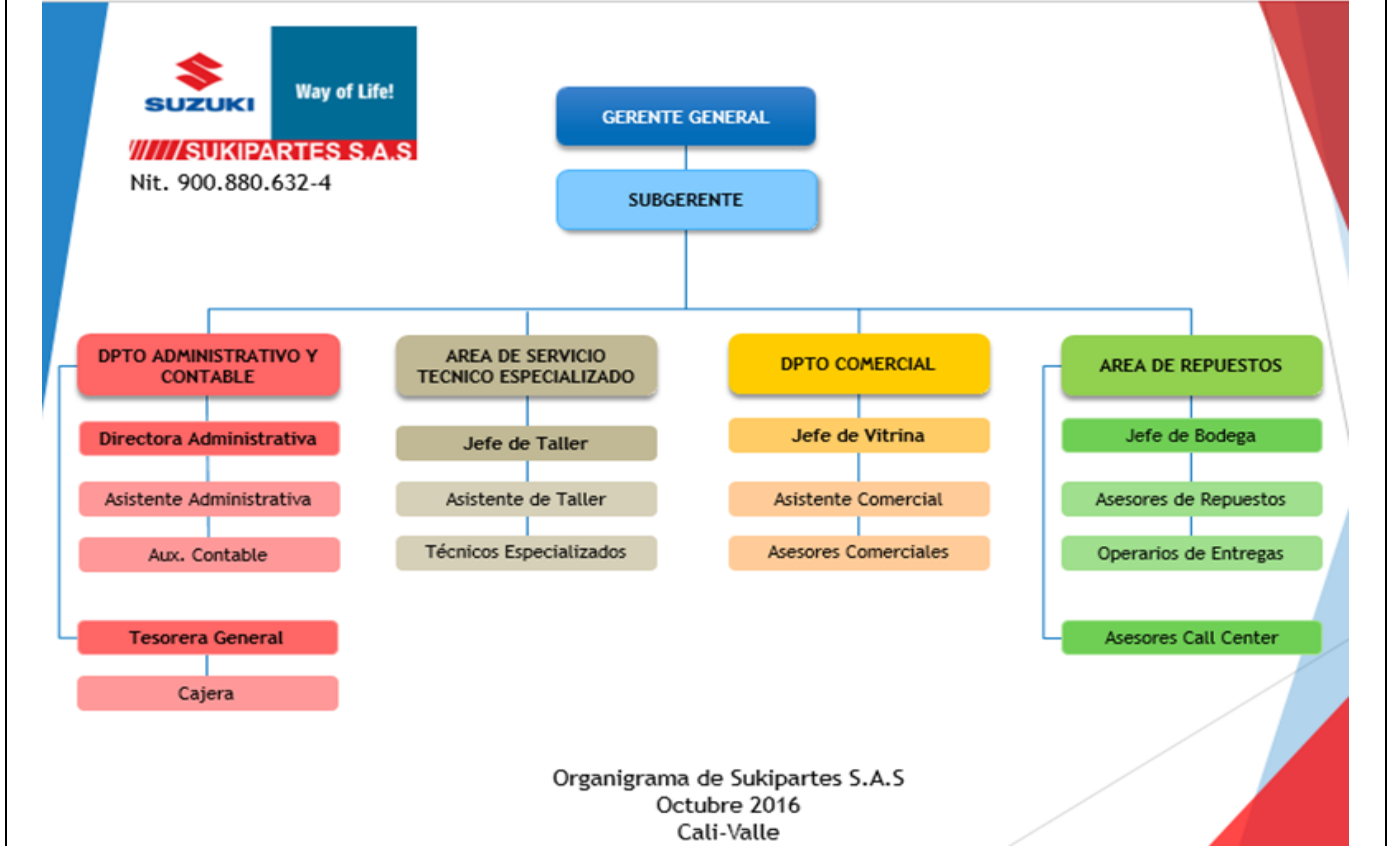 SUZUKI
Way of Life!
SUKIPARTES S.A.S
Nit. 900.880.632-4
GERENTE GENERAL
SUBGERENTE
DPTO ADMINISTRATIVO Y
CONTABLE
Directora Administrativa
Asistente Administrativa
Aux. Contable
Tesorera General
Cajera
AREA DE SERVICIO
TECNICO ESPECIALIZADO
Jefe de Taller
Asistente de Taller
Técnicos Especializados
DPTO COMERCIAL
Jefe de Vitrina
Asistente Comercial
Asesores Comerciales
AREA DE REPUESTOS
Jefe de Bodega
Asesores de Repuestos
Operarios de Entregas
Asesores Call Center
Organigrama de Sukipartes S.A.S
Octubre 2016
Cali-Valle